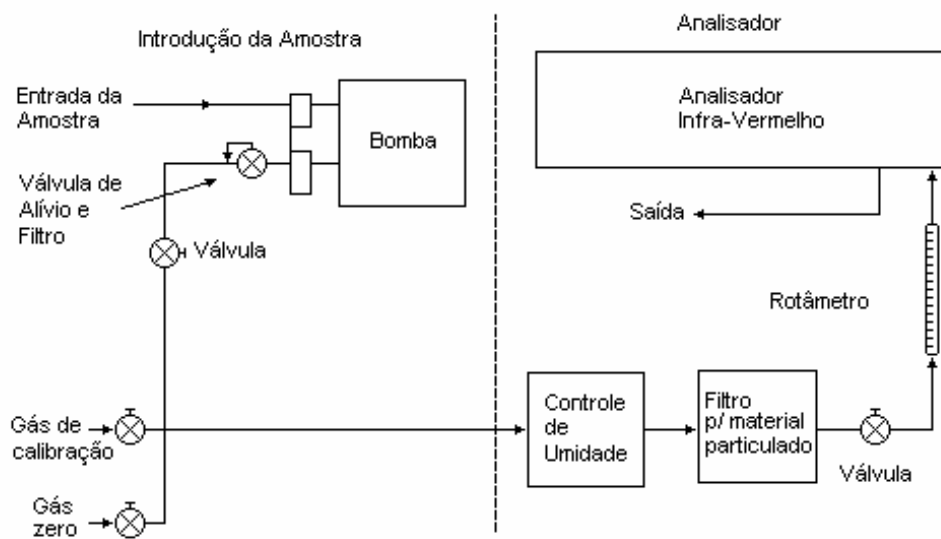 Introdução da Amostra
Entrada da
Amostra
Bomba
Válvula de
Alívio e
Filtro
Válvula
Gás de
calibração
Gás
zero
Analisador
Analisador
Infra-Vermelho
Saída
Rotâmetro
Controle
de
Umidade
Filtro
p/ material
particulado
Válvula